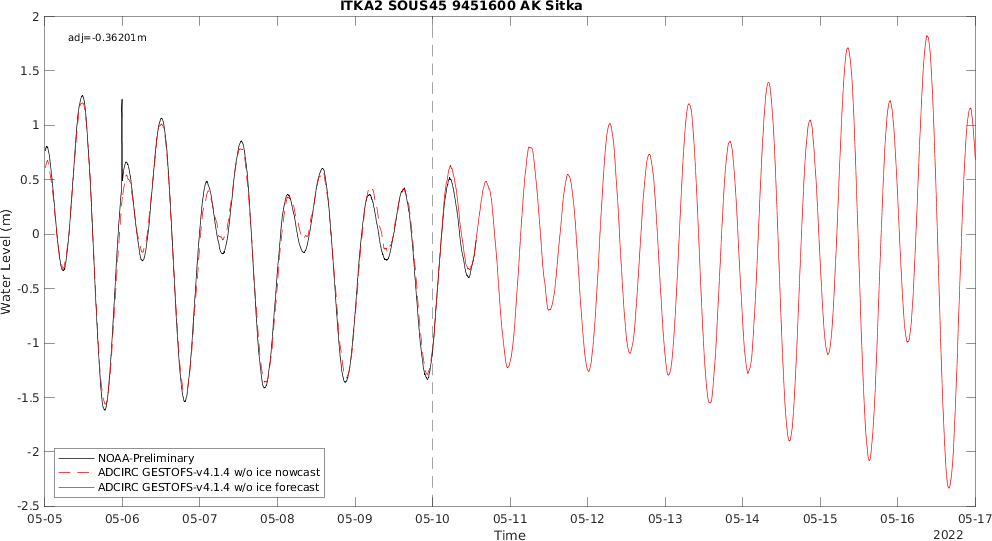 ITKA2 SOUS45 9451600 AK Sitka
adj=-0.36201m
2
1.5
1
0.5
0
-0.5
-1
-1.5
-2
-2.5
Water Level (m)
NOAA-Preliminary
ADCIRC GESTOFS-v4.1.4 w/o ice nowcast
ADCIRC GESTOFS-v4.1.4 w/o ice forecast
05-05 05-06 05-07 05-08 05-09 05-10 05-11 05-12 05-13 05-14 05-15 05-16 05-17
Time
2022